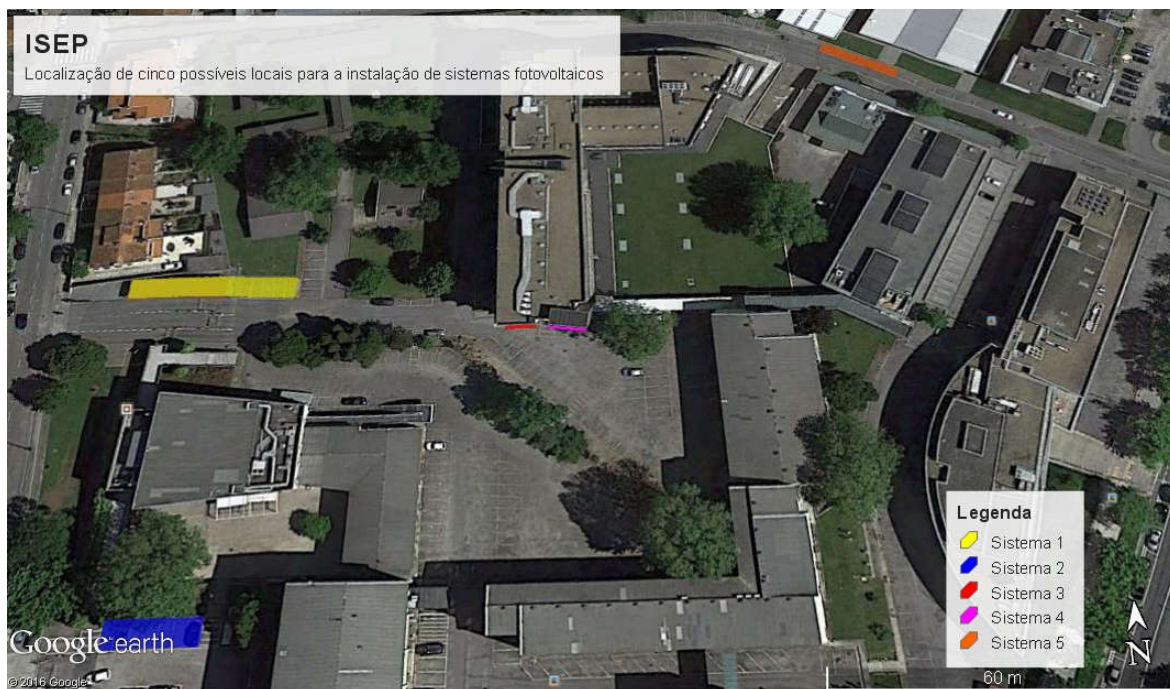 ISEP
Localização de cinco possíveis locais para a instalação de sistemas fotovoltaicos
Legenda
Sistema 1
Sistema 2
Sistema 3
Sistema 4
Sistema 5
Google earth
N
© 2016 Google
60 m